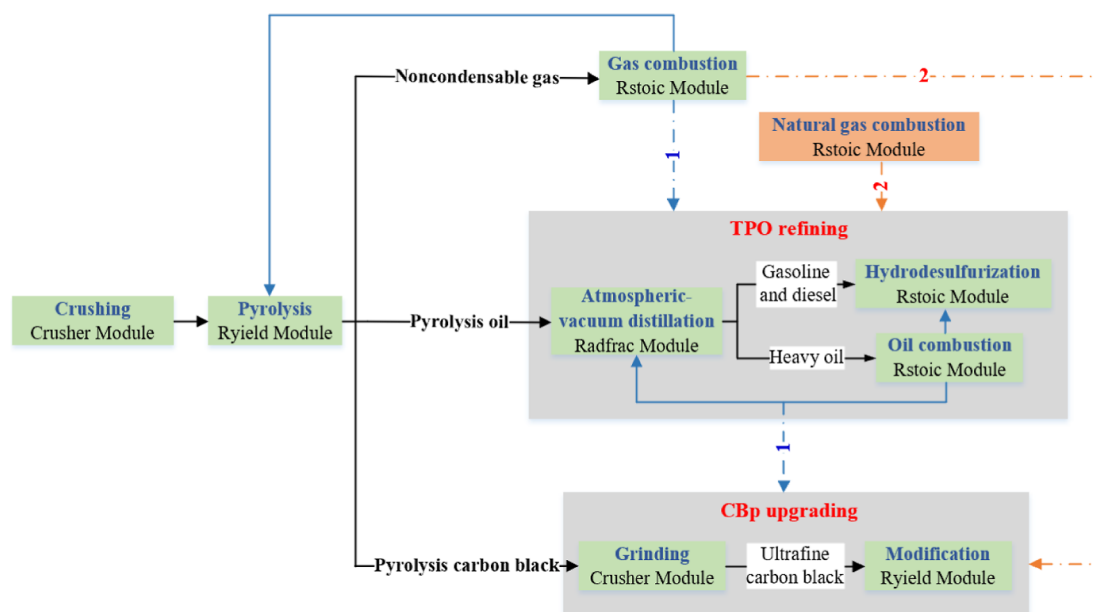 Gas combustion
Rstoic Module
Noncondensable gas
2
Natural gas combustion
Rstoic Module
1
2
TPO refining
Gasoline
and diesel
Hydrodesulfurization
Rstoic Module
Crushing
Crusher Module
Pyrolysis
Ryield Module
Pyrolysis oil
Atmospheric-
vacuum distillation
Radfrac Module
Heavy oil
Oil combustion
Rstoic Module
1
CBp upgrading
Pyrolysis carbon black
Grinding
Crusher Module
Ultrafine
carbon black
Modification
Ryield Module